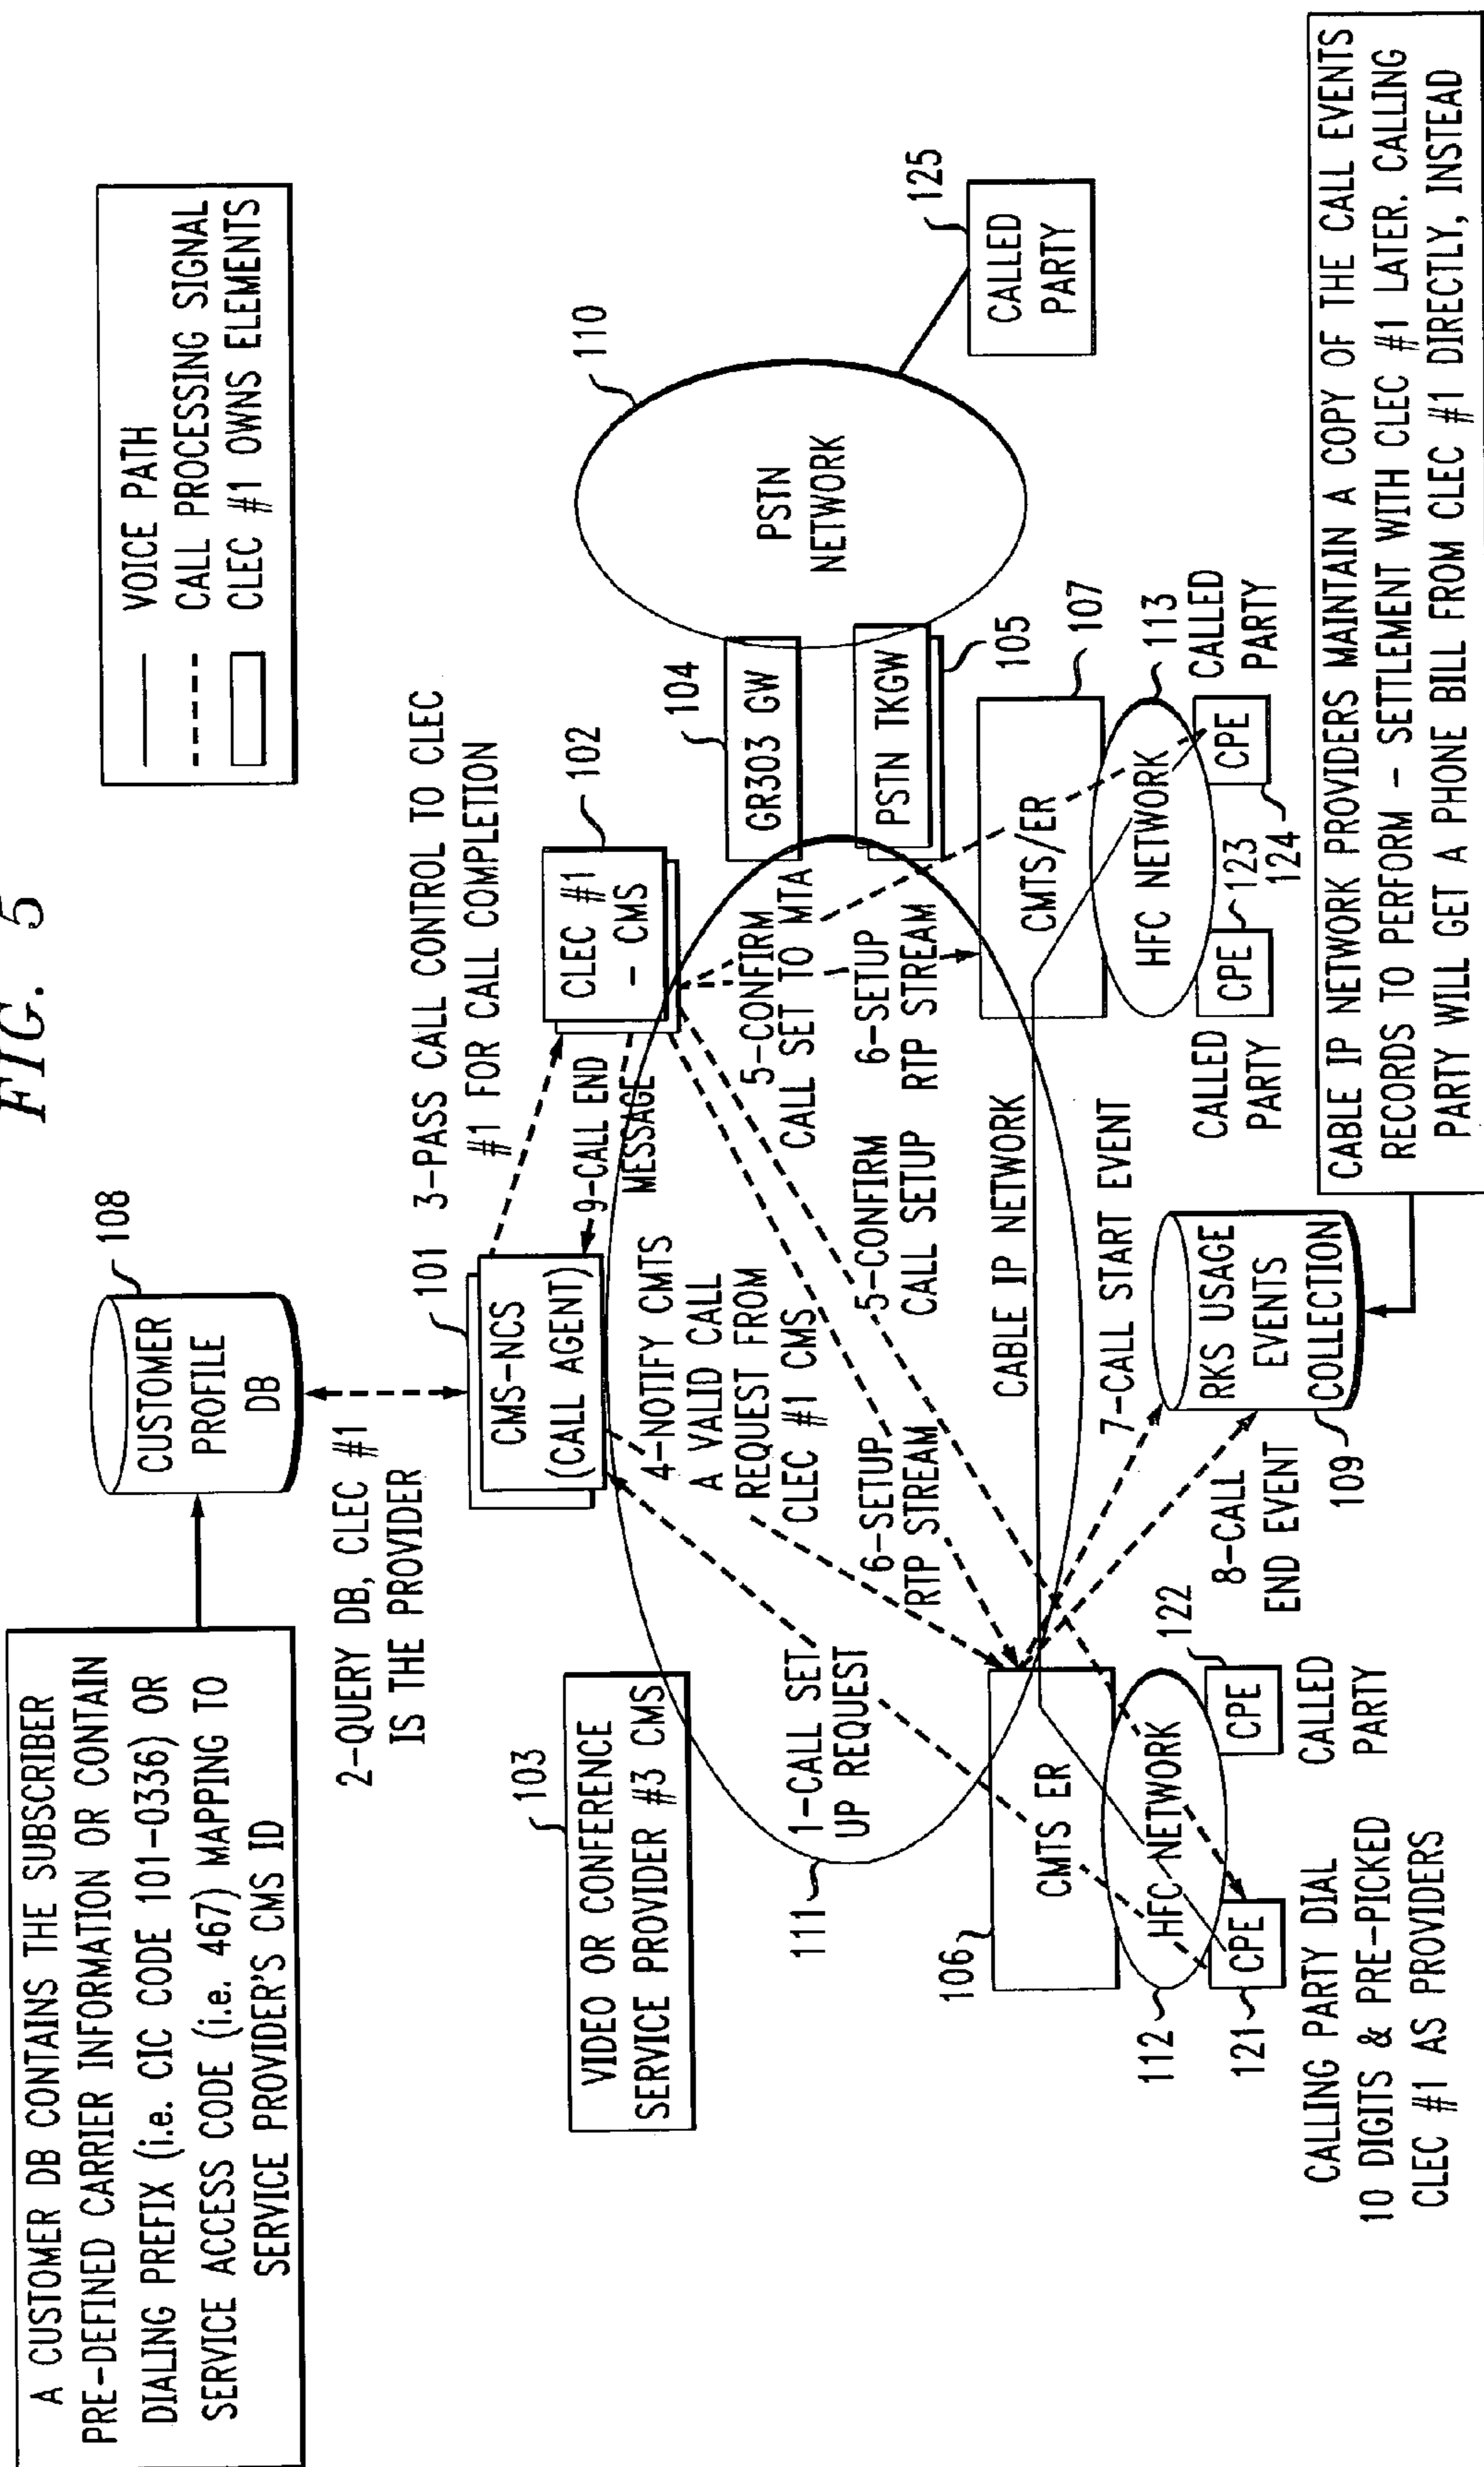 FIG. 5
A CUSTOMER DB CONTAINS THE SUBSCRIBER
PRE-DEFINED CARRIER INFORMATION OR CONTAIN
DIALING PREFIX (i.e. CIC CODE 101-0336) OR
SERVICE ACCESS CODE (i.e. 467) MAPPING TO
SERVICE PROVIDER'S CMS ID
108
CUSTOMER
PROFILE
DB
VOICE PATH
CALL PROCESSING SIGNAL
CLEC #1 OWNS ELEMENTS
2-QUERY DB, CLEC #1
IS THE PROVIDER
101
3-PASS CALL CONTROL TO CLEC
#1 FOR CALL COMPLETION
103
VIDEO OR CONFERENCE
SERVICE PROVIDER #3 CMS
CMS-NCS
(CALL AGENT)
9-CALL END
MESSAGE
CLEC #1
- CMS
102
104
GR303 GW
PSTN TKGW
105
PSTN
NETWORK
110
CALLED
PARTY
125
111
1-CALL SET
UP REQUEST
4-NOTIFY CMTS
A VALID CALL
REQUEST FROM
CLEC #1 CMS
6-SETUP
RTP STREAM
5-CONFIRM
CALL SETUP
5-CONFIRM
CALL SET TO MTA
6-SETUP
RTP STREAM
CABLE IP NETWORK
106
CMTS ER
112
HFC NETWORK
121
CPE
CPE
122
CALLED
PARTY
CALLING PARTY DIAL
10 DIGITS & PRE-PICKED
CLEC #1 AS PROVIDERS
7-CALL START EVENT
8-CALL
END EVENT
109
RKS USAGE
EVENTS
COLLECTION
CMTS/ER
107
HFC NETWORK
113
CPE
123
CPE
124
CALLED
PARTY
CALLED
PARTY
CABLE IP NETWORK PROVIDERS MAINTAIN A COPY OF THE CALL EVENTS
RECORDS TO PERFORM - SETTLEMENT WITH CLEC #1 LATER. CALLING
PARTY WILL GET A PHONE BILL FROM CLEC #1 DIRECTLY, INSTEAD